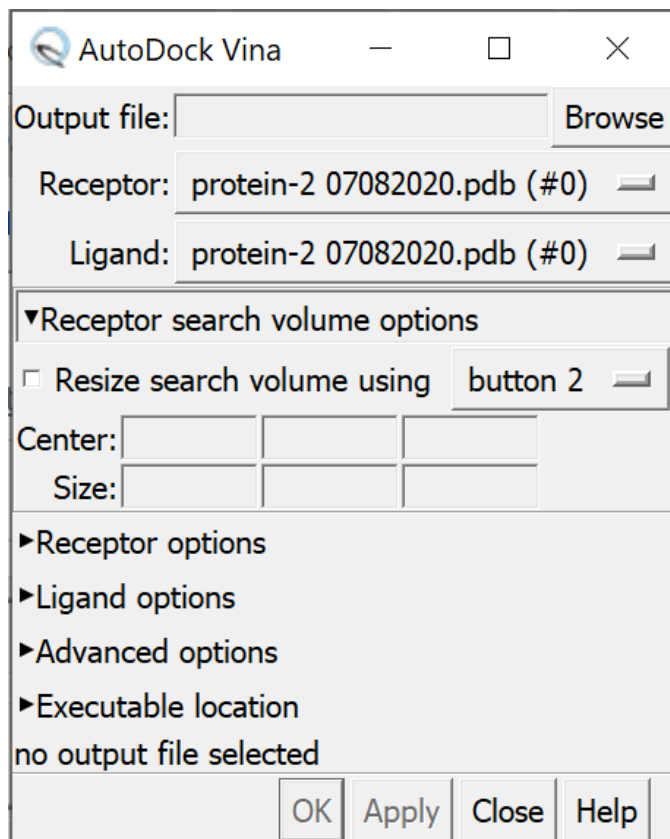 AutoDock Vina
Output file: Browse
Receptor: protein-2 07082020.pdb (#0)
Ligand: protein-2 07082020.pdb (#0)
Receptor search volume options
Resize search volume using button 2
Center:
Size:
Receptor options
Ligand options
Advanced options
Executable location
no output file selected
OK Apply Close Help